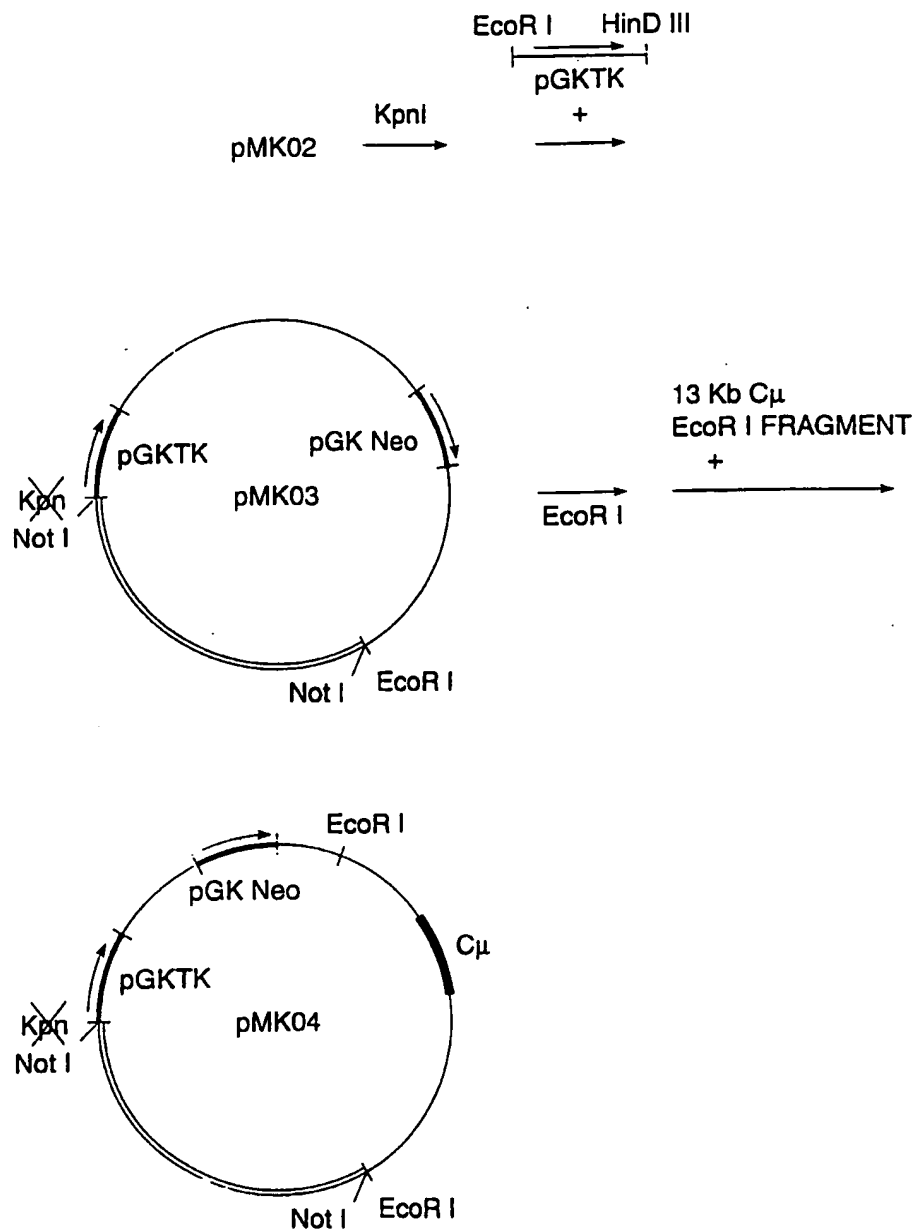 EcoR I HinD III
pGKTK
+
KpnI
pMK02
13 Kb Cµ
EcoR I FRAGMENT
+
pGKTK
pGK Neo
pMK03
Kpn
Not I
EcoR I
Not I
EcoR I
EcoR I
pGK Neo
Cµ
pGKTK
pMK04
Kpn
Not I
Not I
EcoR I